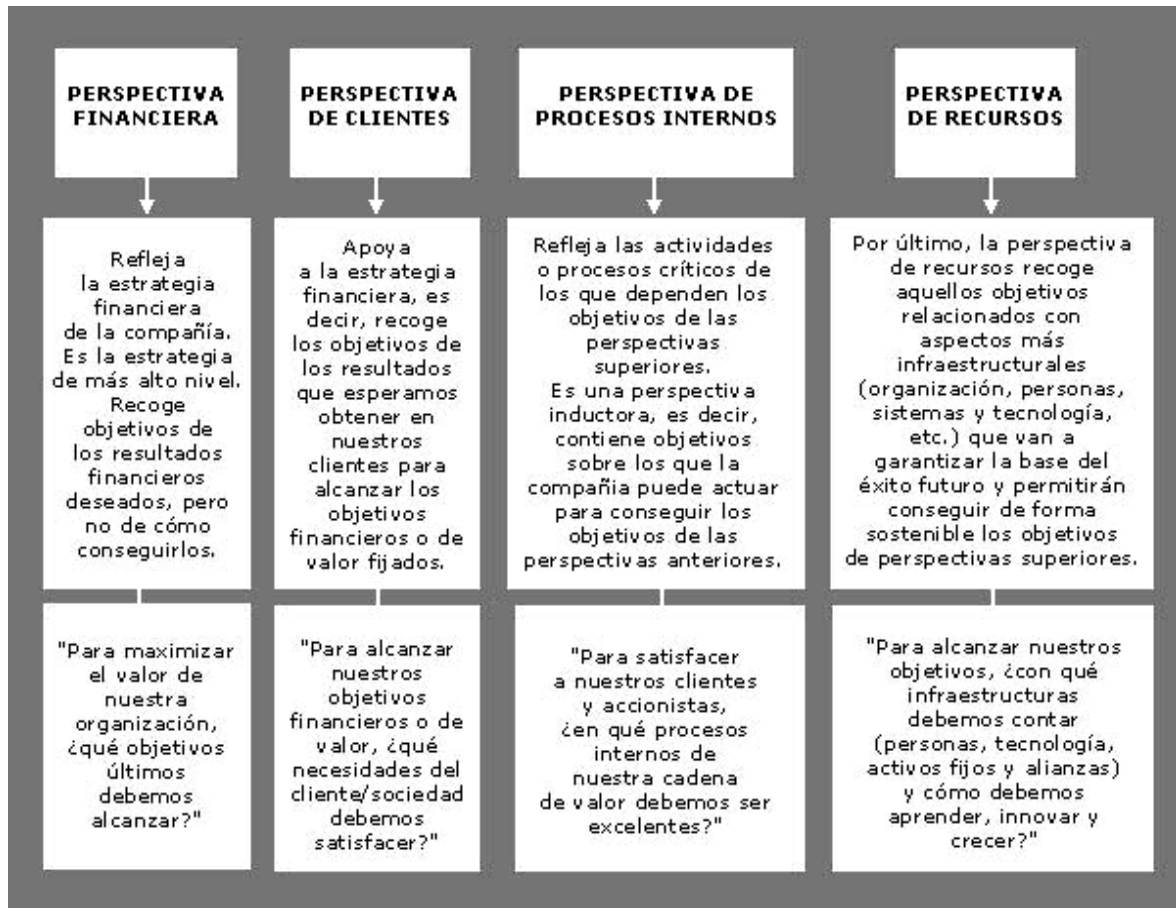 PERSPECTIVA
FINANCIERA
PERSPECTIVA
DE CLIENTES
PERSPECTIVA DE
PROCESOS INTERNOS
PERSPECTIVA
DE RECURSOS
Refleja
la estrategia
financiera
de la compañía.
Es la estrategia
de más alto nivel.
Recoge
objetivos de
los resultados
financieros
deseados, pero
no de cómo
conseguirlos.
Apoya
a la estrategia
financiera, es
decir, recoge
los objetivos de
los resultados
que esperamos
obtener en
nuestros
clientes para
alcanzar los
objetivos
financieros o de
valor fijados.
Refleja las actividades
o procesos críticos de
los que dependen los
objetivos de las
perspectivas
superiores.
Es una perspectiva
inductora, es decir,
contiene objetivos
sobre los que la
compañia puede actuar
para conseguir los
objetivos de las
perspectivas anteriores.
Por último, la perspectiva
de recursos recoge
aquellos objetivos
relacionados con
aspectos más
infraestructurales
(organización, personas,
sistemas y tecnología,
etc.) que van a
garantizar la base del
éxito futuro y permitirán
conseguir de forma
sostenible los objetivos
de perspectivas superiores.
"Para maximizar
el valor de
nuestra
organización,
¿qué objetivos
últimos
debemos
alcanzar?"
"Para alcanzar
nuestros
objetivos
financieros o de
valor, ¿qué
necesidades del
cliente/sociedad
debemos
satisfacer?"
"Para satisfacer
a nuestros clientes
y accionistas,
¿en qué procesos
internos de
nuestra cadena
de valor debemos ser
excelentes?"
"Para alcanzar nuestros
objetivos, ¿con qué
infraestructuras
debemos contar
(personas, tecnología,
activos fijos y alianzas)
y cómo debemos
aprender, innovar y
crecer?"